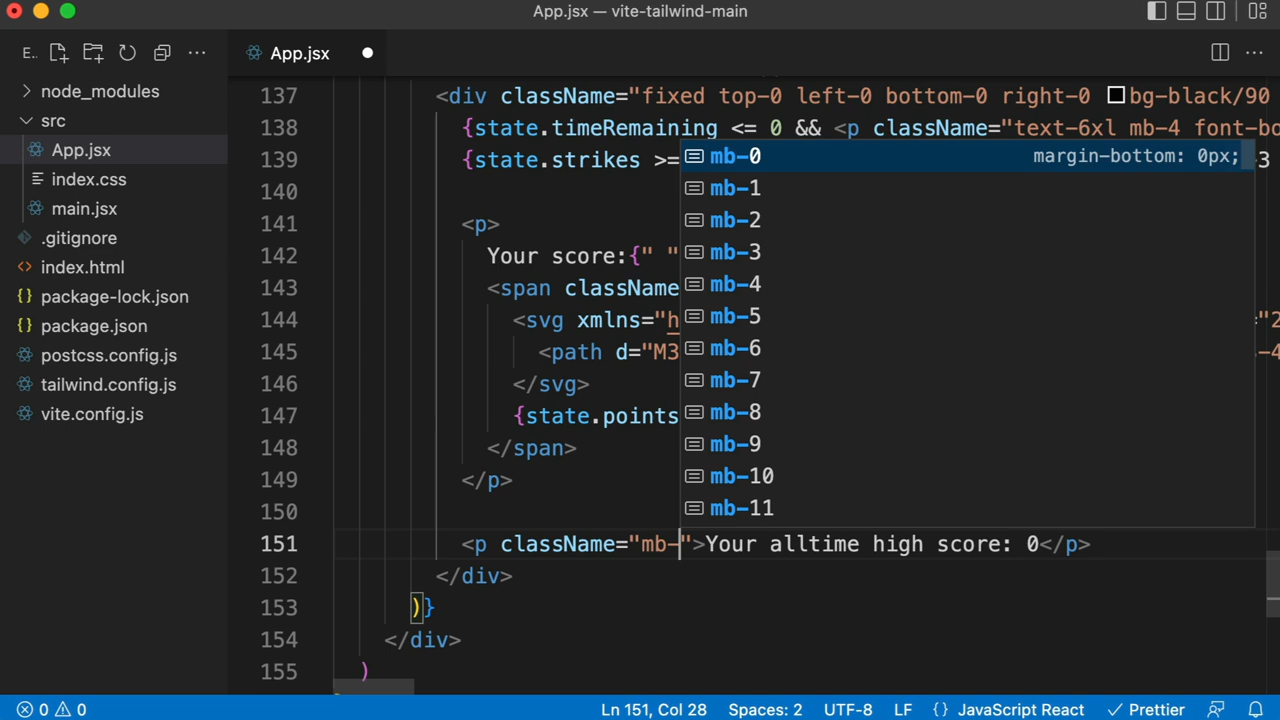 App.jsx — vite-tailwind-main
E..
App.jsx
node_modules
src
App.jsx
index.css
main.jsx
.gitignore
index.html
package-lock.json
package.json
postcss.config.js
tailwind.config.js
vite.config.js
137 <div className="fixed top-0 left-0 bottom-0 right-0 bg-black/90
138 {state.timeRemaining <= 0 && <p className="text-6xl mb-4 font-bo
139 {state.strikes >=
140
141 <p>
142 Your score:{" "
143 <span className
144 <svg xmlns="h ="2
145 <path d="M3 -4
146 </svg>
147 {state.points
148 </span>
149 </p>
150
151 <p className="mb-">Your alltime high score: 0</p>
152 </div>
153 )}
154 </div>
155 )
mb-0 margin-bottom: 0px;
mb-1
mb-2
mb-3
mb-4
mb-5
mb-6
mb-7
mb-8
mb-9
mb-10
mb-11
0 0 Ln 151, Col 28 Spaces: 2 UTF-8 LF {} JavaScript React Prettier